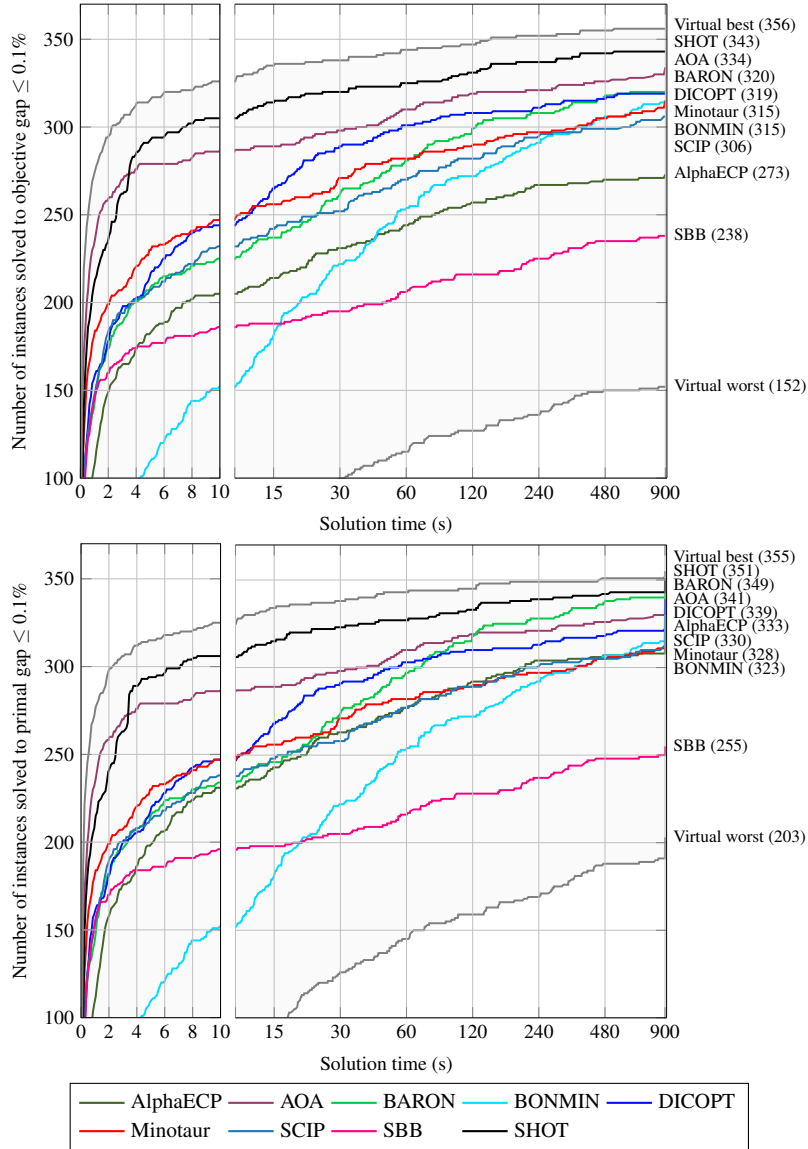 Number of instances solved to objective gap ≤ 0.1%
350
300
250
200
150
100
0 2 4 6 8 10 15 30 60 120 240 480 900
Solution time (s)
Virtual best (356)
SHOT (343)
AOA (334)
BARON (320)
DICOPT (319)
Minotaur (315)
BONMIN (315)
SCIP (306)
AlphaECP (273)
SBB (238)
Virtual worst (152)
Number of instances solved to primal gap ≤ 0.1%
350
300
250
200
150
100
0 2 4 6 8 10 15 30 60 120 240 480 900
Solution time (s)
Virtual best (355)
SHOT (351)
BARON (349)
AOA (341)
DICOPT (339)
AlphaECP (333)
SCIP (330)
Minotaur (328)
BONMIN (323)
SBB (255)
Virtual worst (203)
AlphaECP AOA BARON BONMIN DICOPT
Minotaur SCIP SBB SHOT